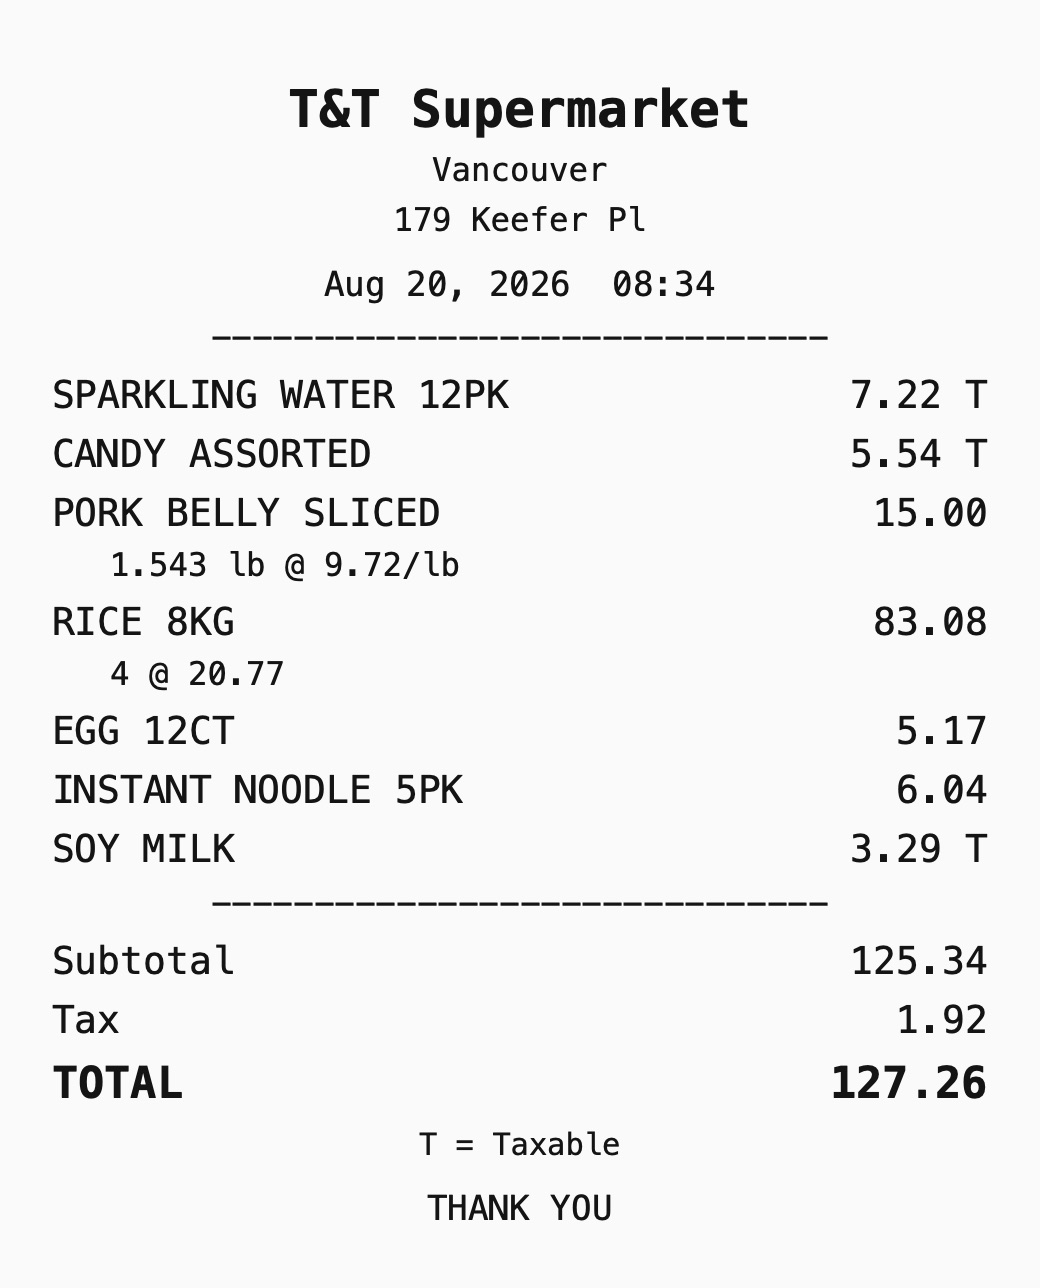 T&T Supermarket
Vancouver
179 Keefer Pl
Aug 20, 2026  08:34
------------------------------
SPARKLING WATER 12PK 7.22 T
CANDY ASSORTED 5.54 T
PORK BELLY SLICED 15.00
1.543 lb @ 9.72/lb
RICE 8KG 83.08
4 @ 20.77
EGG 12CT 5.17
INSTANT NOODLE 5PK 6.04
SOY MILK 3.29 T
------------------------------
Subtotal 125.34
Tax 1.92
TOTAL 127.26
T = Taxable
THANK YOU